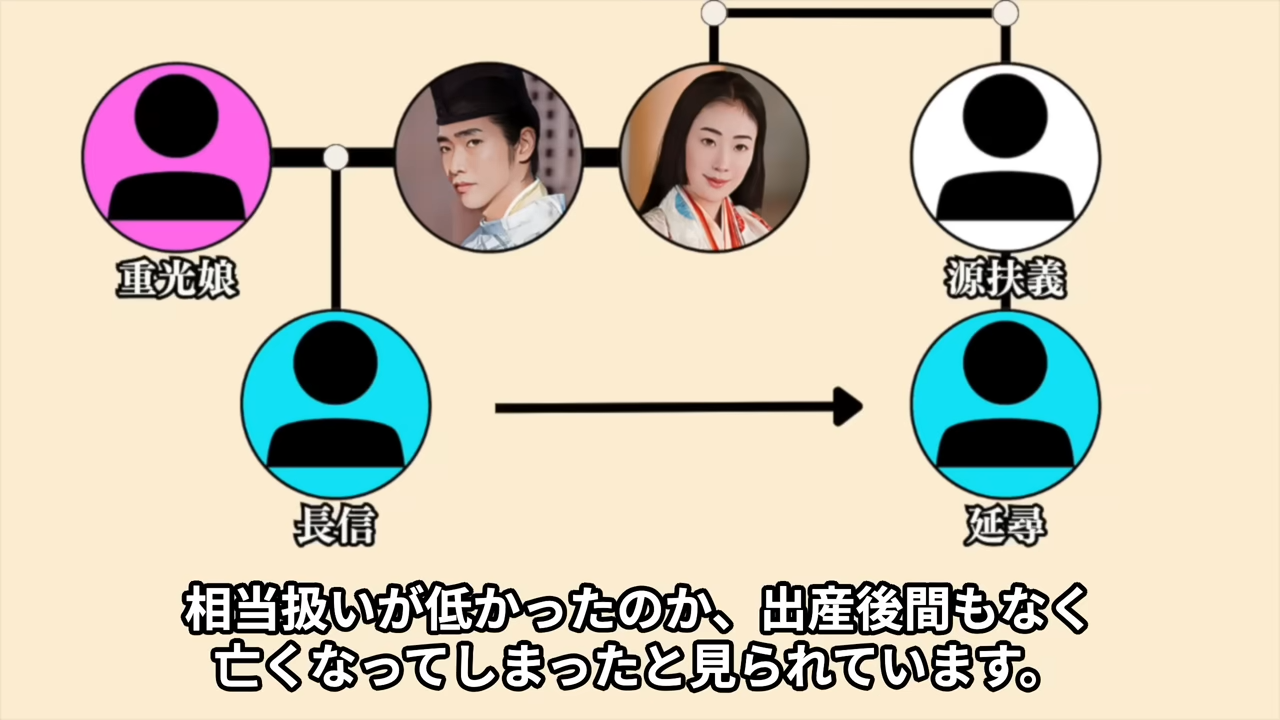 重光娘
源扶義
長信
延尋
相当扱いが低かったのか、出産後間もなく
亡くなってしまったと見られています。